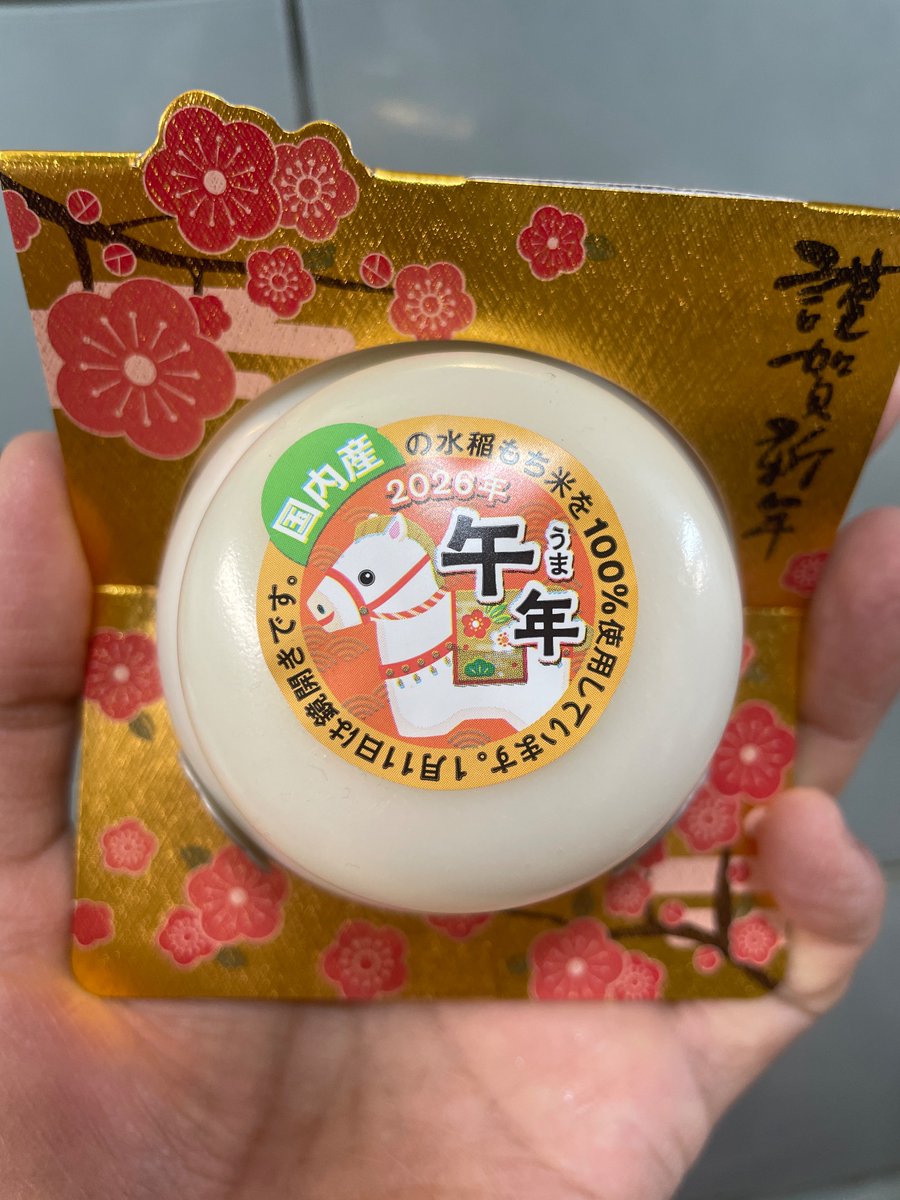 謹賀新年
国内産の水稲もち米を100%使用しています。1月11日は鏡開きです。
2026年
午年
うま